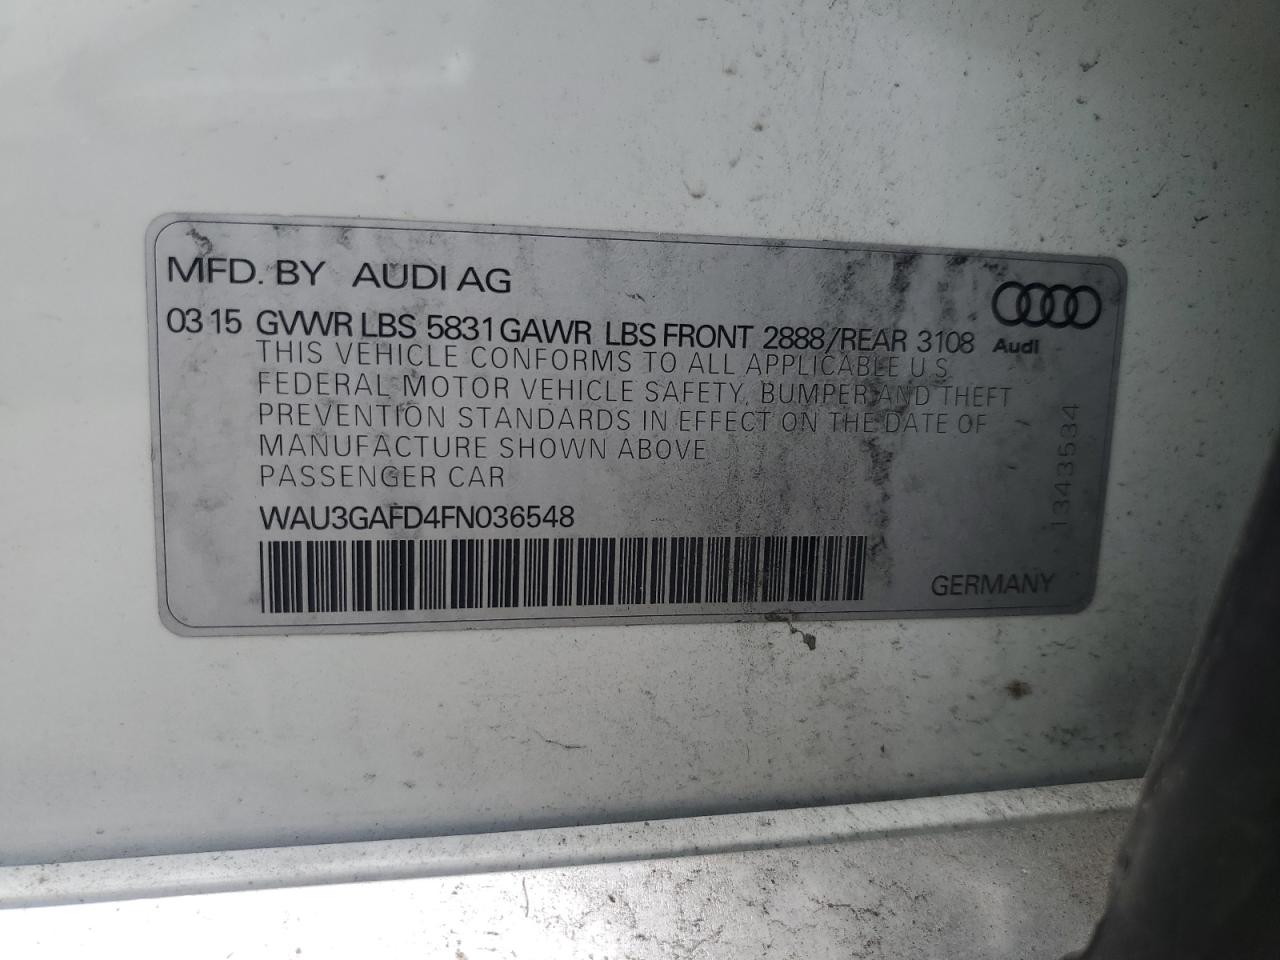 MFD. BY AUDI AG
03 15 GVWR LBS 5831 GAWR LBS FRONT 2888/REAR 3108
Audi
THIS VEHICLE CONFORMS TO ALL APPLICABLE U.S.
FEDERAL MOTOR VEHICLE SAFETY, BUMPER AND THEFT
PREVENTION STANDARDS IN EFFECT ON THE DATE OF
MANUFACTURE SHOWN ABOVE
PASSENGER CAR
WAU3GAFD4FN036548
GERMANY
13435534